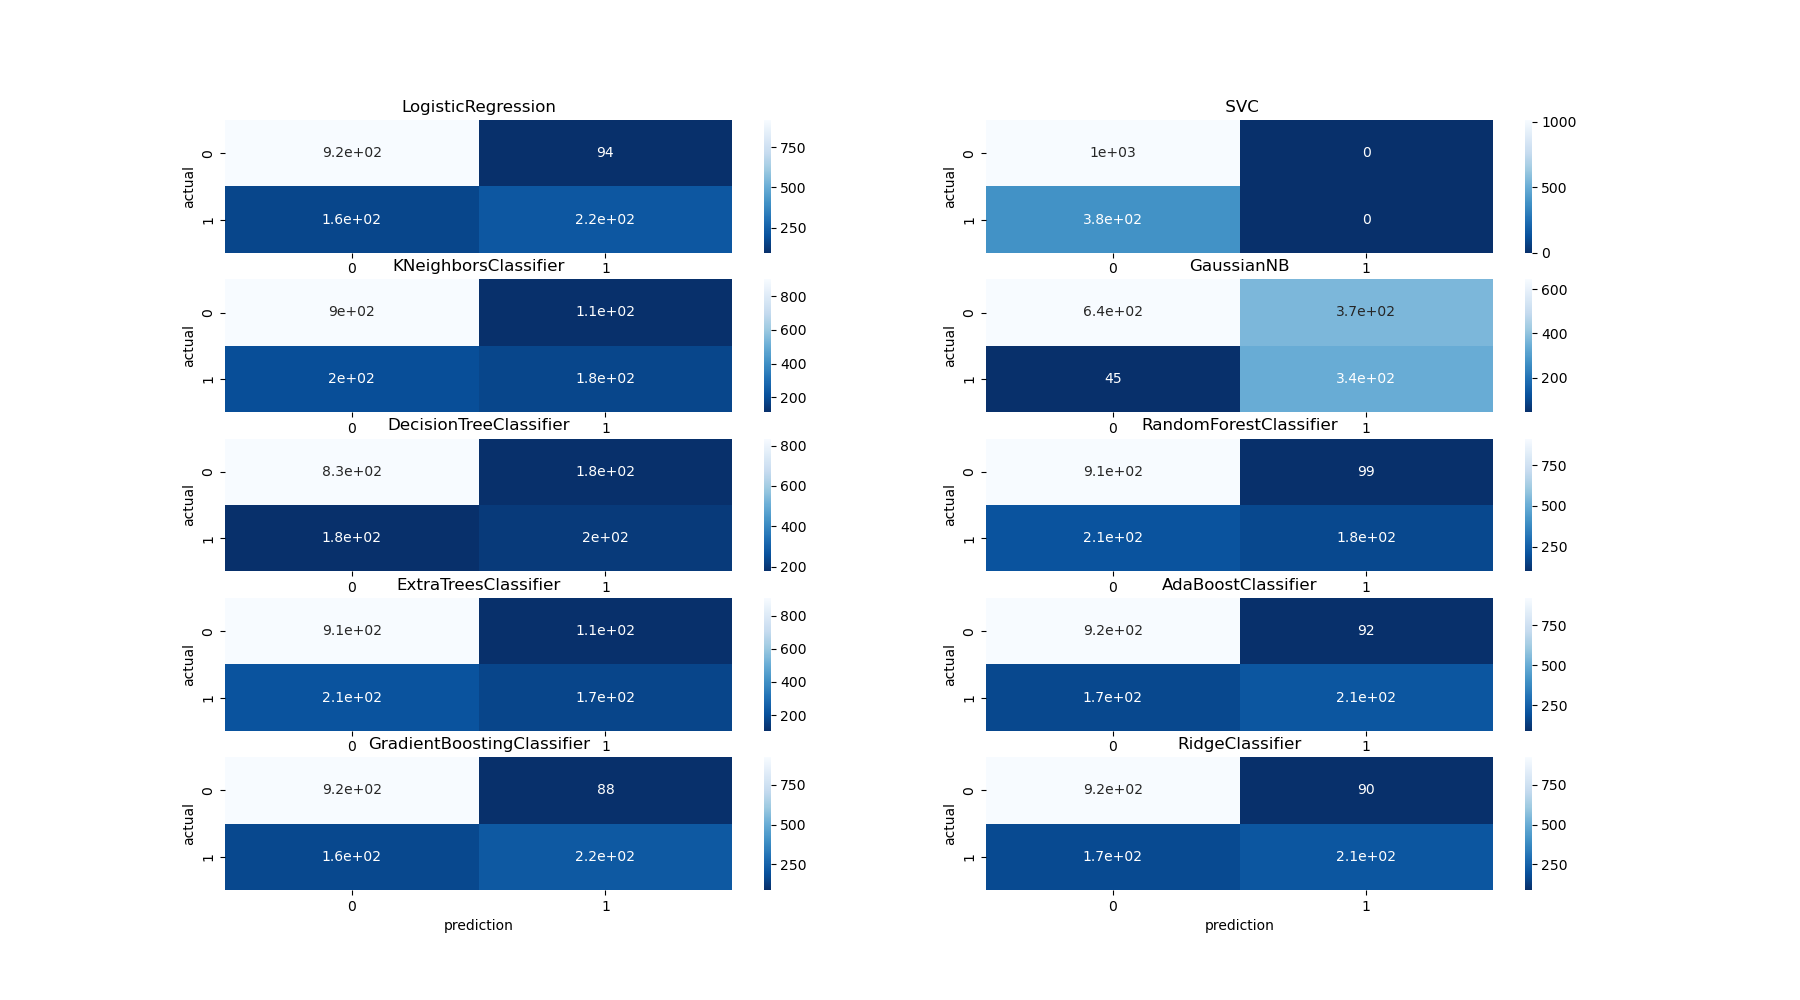 LogisticRegression
0 9.2e+02 94 750
actual 500
1 1.6e+02 2.2e+02 250
0 1
SVC
1000
0 1e+03 0
actual 500
1 3.8e+02 0
0
0 1
KNeighborsClassifier
800
0 9e+02 1.1e+02
600
actual
400
1 2e+02 1.8e+02
200
0 1
GaussianNB
600
0 6.4e+02 3.7e+02
actual 400
1 45 3.4e+02 200
0 1
DecisionTreeClassifier
800
0 8.3e+02 1.8e+02
600
actual
400
1 1.8e+02 2e+02
200
0 1
RandomForestClassifier
0 9.1e+02 99 750
actual 500
1 2.1e+02 1.8e+02 250
0 1
ExtraTreesClassifier
800
0 9.1e+02 1.1e+02
600
actual
400
1 2.1e+02 1.7e+02
200
0 1
AdaBoostClassifier
0 9.2e+02 92 750
actual 500
1 1.7e+02 2.1e+02 250
0 1
GradientBoostingClassifier
0 9.2e+02 88 750
actual 500
1 1.6e+02 2.2e+02 250
0 1
prediction
RidgeClassifier
0 9.2e+02 90 750
actual 500
1 1.7e+02 2.1e+02 250
0 1
prediction